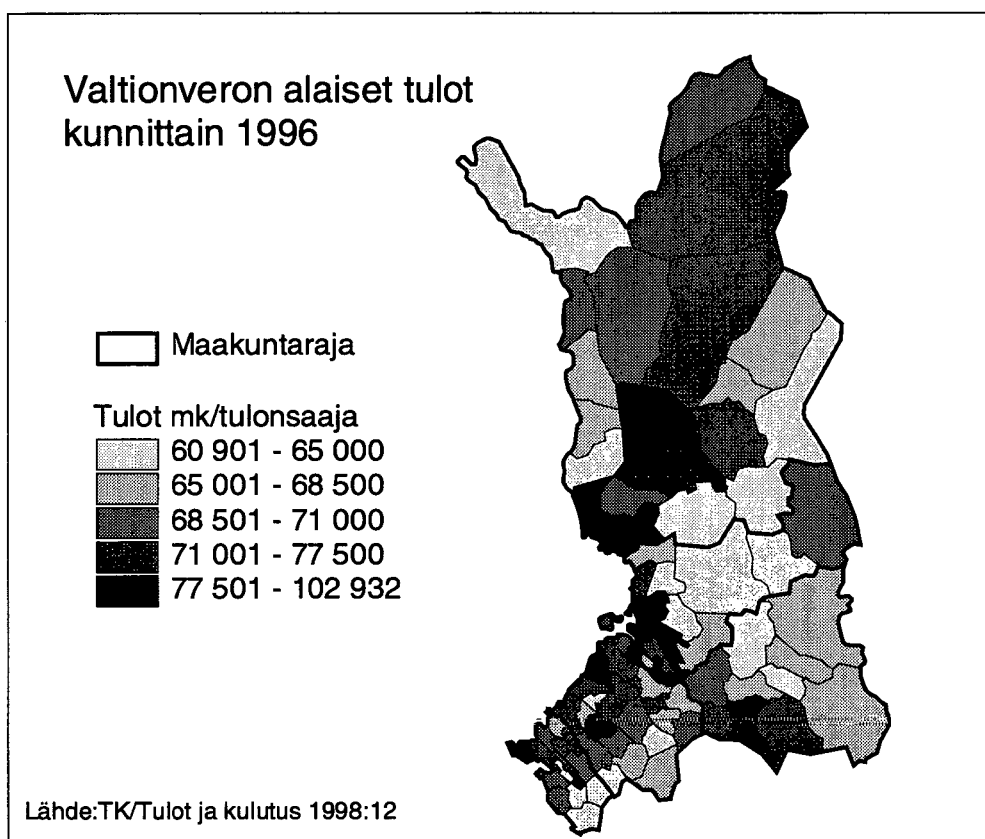 Valtionveron alaiset tulot
kunnittain 1996
Maakuntaraja
Tulot mk/tulonsaaja
60 901 - 65 000
65 001 - 68 500
68 501 - 71 000
71 001 - 77 500
77 501 - 102 932
Lähde:TK/Tulot ja kulutus 1998:12